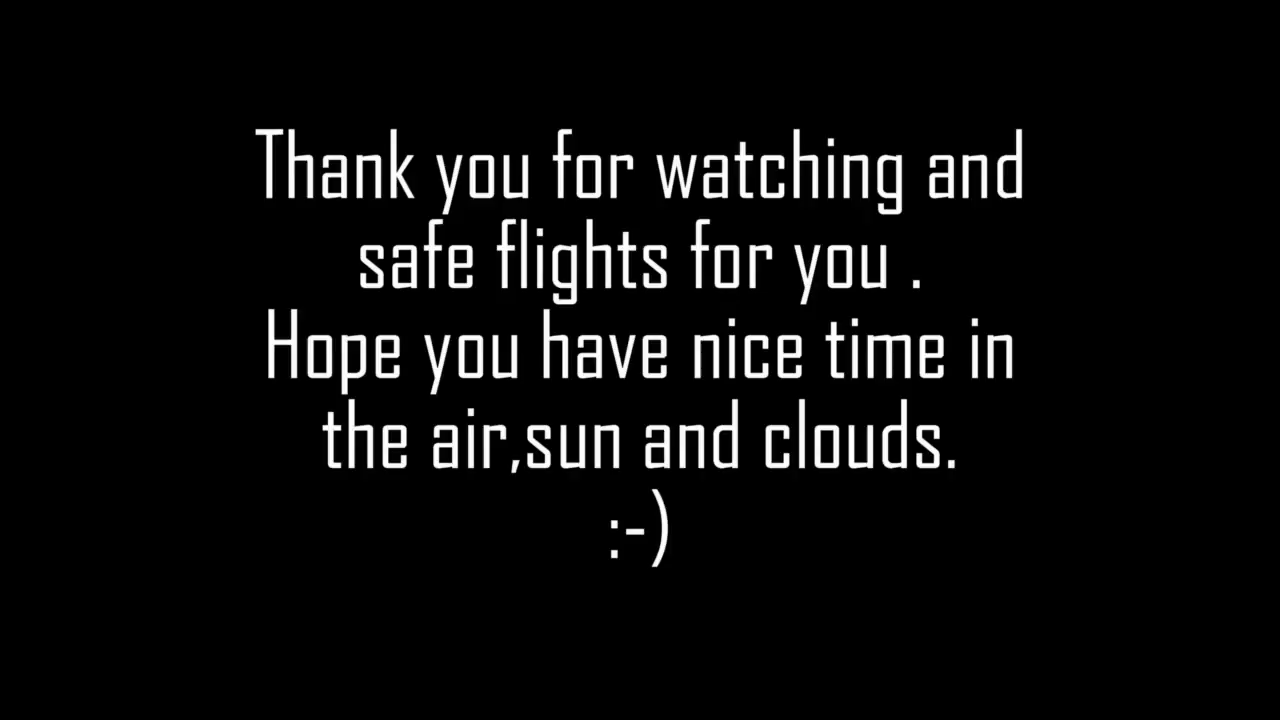 Thank you for watching and
safe flights for you .
Hope you have nice time in
the air,sun and clouds.
:-)